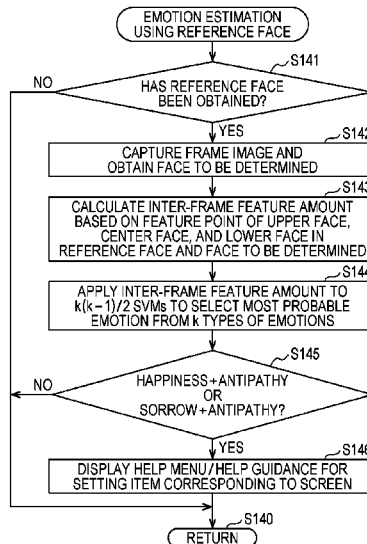 EMOTION ESTIMATION
USING REFERENCE FACE
S141
NO
HAS REFERENCE FACE
BEEN OBTAINED?
YES
S142
CAPTURE FRAME IMAGE AND
OBTAIN FACE TO BE DETERMINED
S143
CALCULATE INTER-FRAME FEATURE AMOUNT
BASED ON FEATURE POINT OF UPPER FACE,
CENTER FACE, AND LOWER FACE IN
REFERENCE FACE AND FACE TO BE DETERMINED
S144
APPLY INTER-FRAME FEATURE AMOUNT TO
k(k-1)/2 SVMs TO SELECT MOST PROBABLE
EMOTION FROM k TYPES OF EMOTIONS
S145
NO
HAPPINESS+ANTIPATHY
OR
SORROW+ANTIPATHY?
YES
S146
DISPLAY HELP MENU/HELP GUIDANCE FOR
SETTING ITEM CORRESPONDING TO SCREEN
S140
RETURN